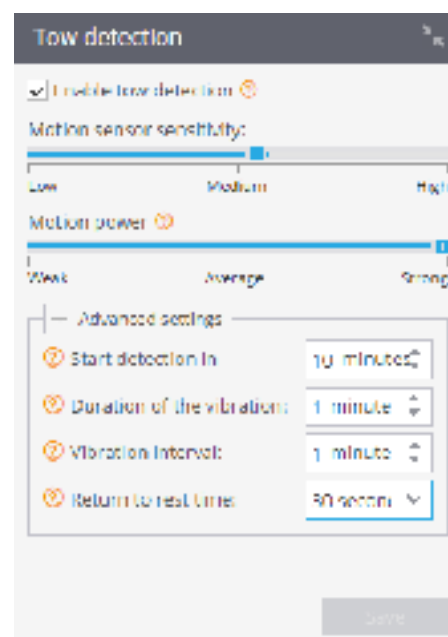 Tow detection
Enable tow detection
Motion sensor sensitivity:
Low Medium High
Motion power
Weak Average Strong
Advanced settings
Start detection in 10 minutes
Duration of the vibration: 1 minute
Vibration interval: 1 minute
Return to rest time: 30 secon
Save